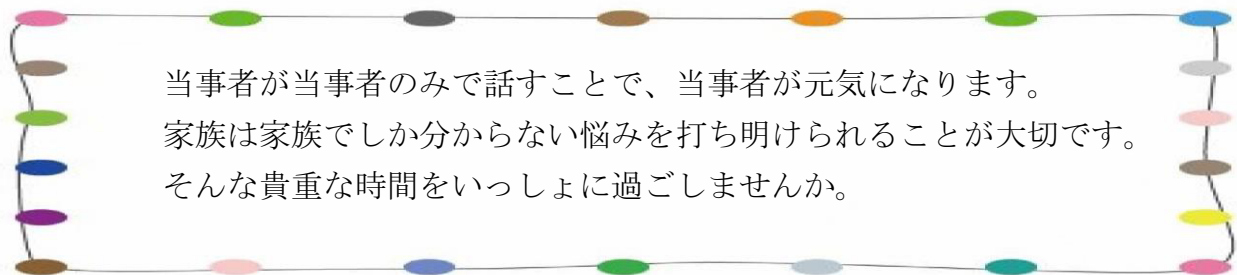 当事者が当事者のみで話すことで、当事者が元気になります。
家族は家族でしか分からない悩みを打ち明けられることが大切です。
そんな貴重な時間をいっしょに過ごしませんか。